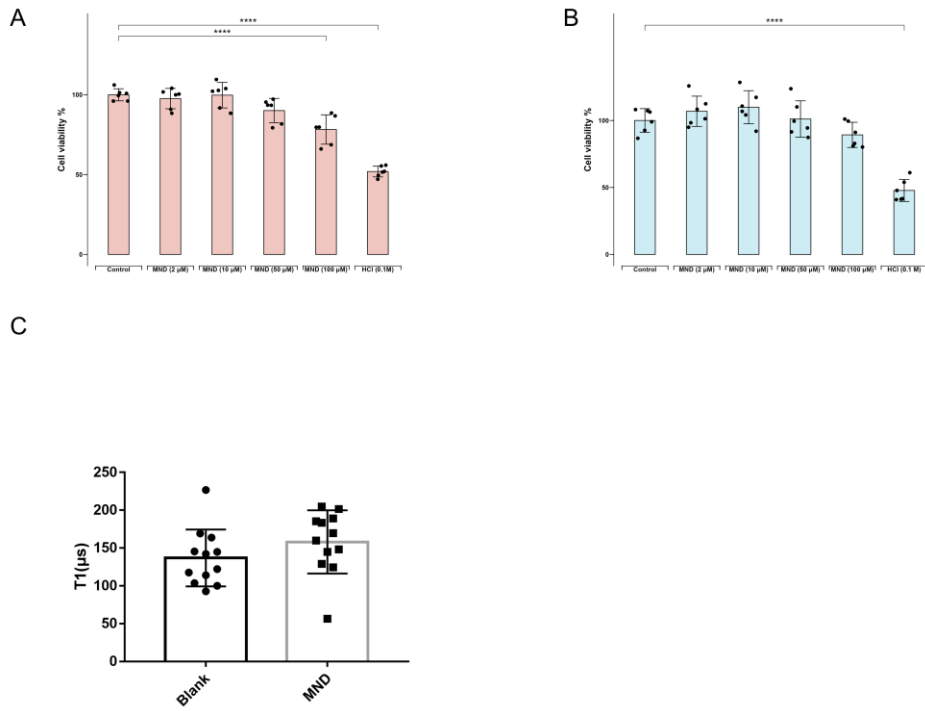 A
****
****
Cell viability %
100
50
0
Control MND (2 µM) MND (10 µM) MND (50 µM) MND (100 µM) HCl (0.1M)
B
****
Cell viability %
100
50
0
Control MND (2 µM) MND (10 µM) MND (50 µM) MND (100 µM) HCl (0.1 M)
C
T1(µs)
250
200
150
100
50
0
Blank
MND